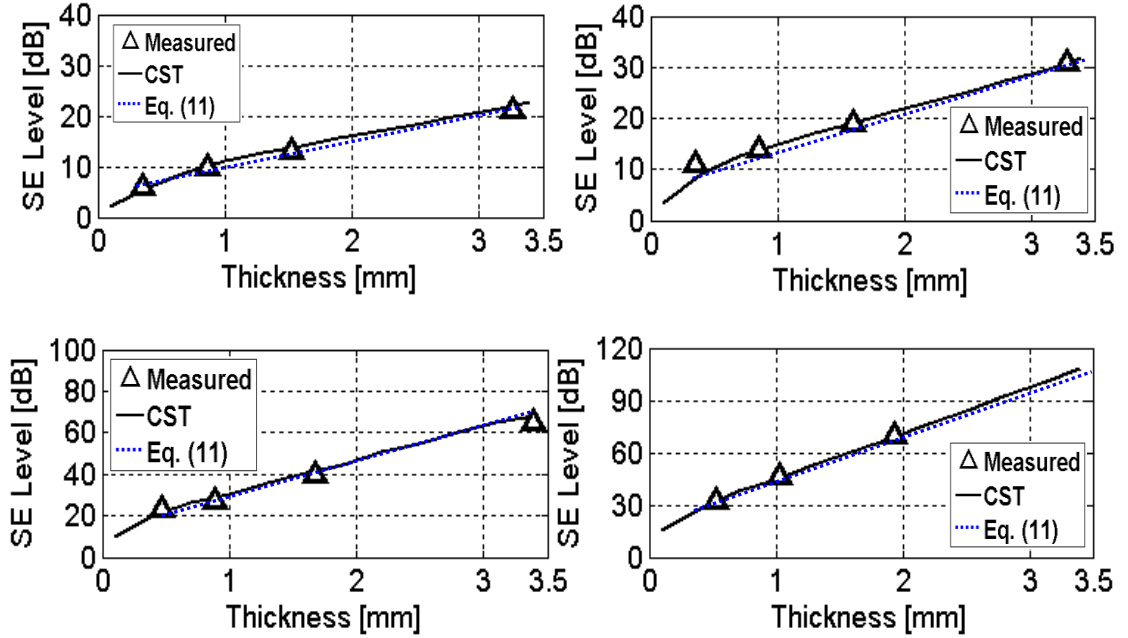 SE Level [dB]
40
30
20
10
0
Measured
CST
Eq. (11)
0 1 2 3 3.5
Thickness [mm]
SE Level [dB]
40
30
20
10
0
Measured
CST
Eq. (11)
0 1 2 3 3.5
Thickness [mm]
SE Level [dB]
100
80
60
40
20
0
Measured
CST
Eq. (11)
0 1 2 3 3.5
Thickness [mm]
SE Level [dB]
120
90
60
30
0
Measured
CST
Eq. (11)
0 1 2 3 3.5
Thickness [mm]